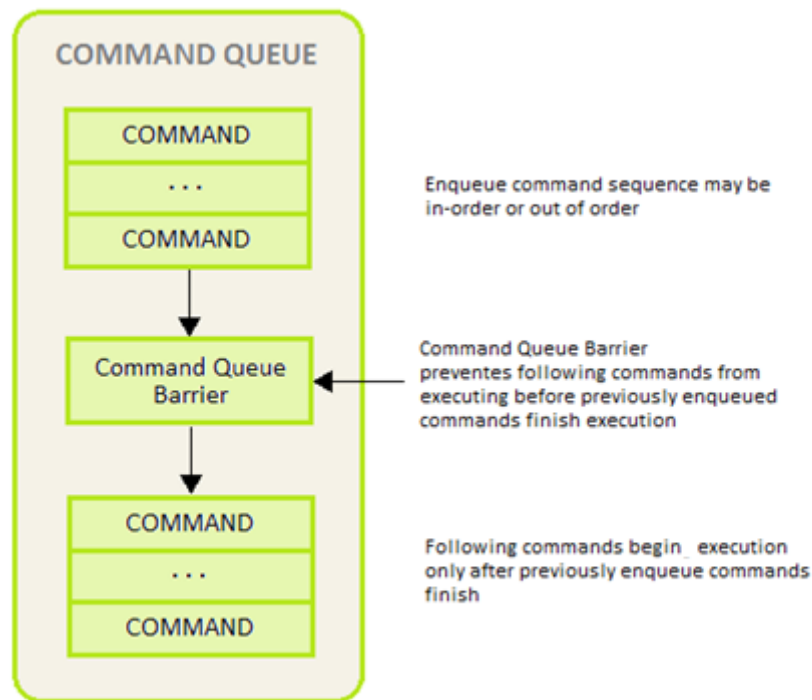 COMMAND QUEUE
COMMAND
...
COMMAND
Enqueue command sequence may be
in-order or out of order
Command Queue
Barrier
Command Queue Barrier
preventes following commands from
executing before previously enqueued
commands finish execution
COMMAND
...
COMMAND
Following commands begin_ execution
only after previously enqueue commands
finish